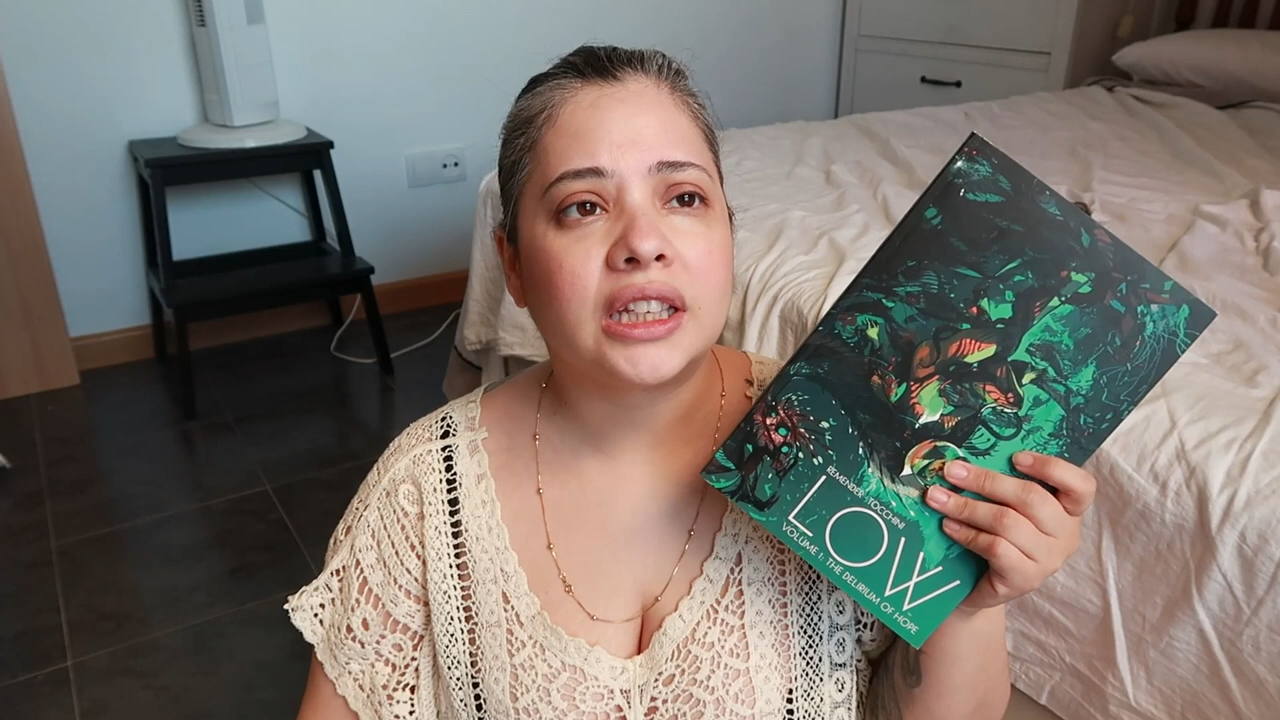 REMENDER · TOCCHINI
LOW
VOLUME 1: THE DELIRIUM OF HOPE